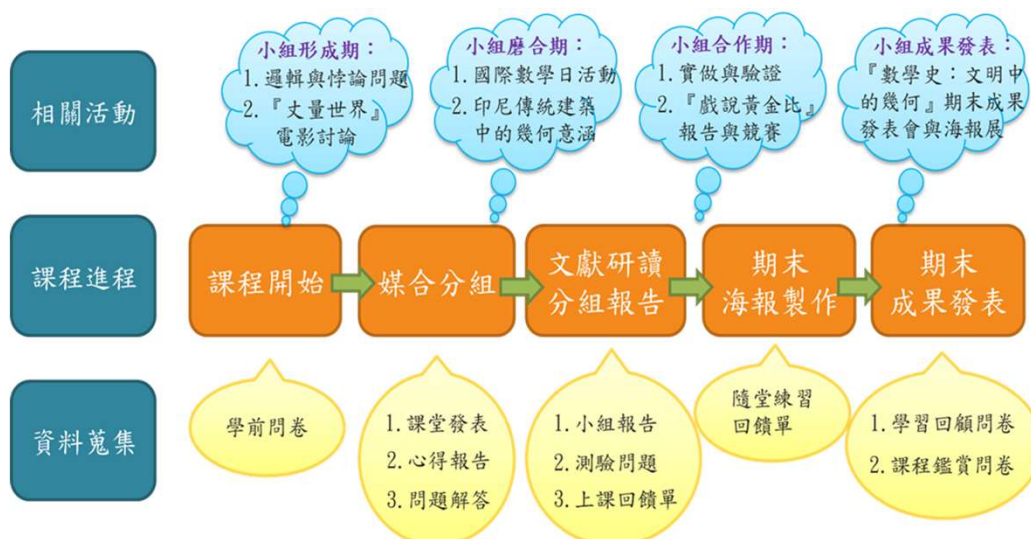 相關活動
小組形成期：
1. 邏輯與悖論問題
2. 『丈量世界』
電影討論
小組磨合期：
1. 國際數學日活動
2. 印尼傳統建築
中的幾何意涵
小組合作期：
1. 實做與驗證
2. 『戲說黃金比』
報告與競賽
小組成果發表：
『數學史：文明中
的幾何』期末成果
發表會與海報展
課程進程
課程開始
媒合分組
文獻研讀
分組報告
期末
海報製作
期末
成果發表
資料蒐集
學前問卷
1. 課堂發表
2. 心得報告
3. 問題解答
1. 小組報告
2. 測驗問題
3. 上課回饋單
隨堂練習
回饋單
1. 學習回顧問卷
2. 課程鑑賞問卷